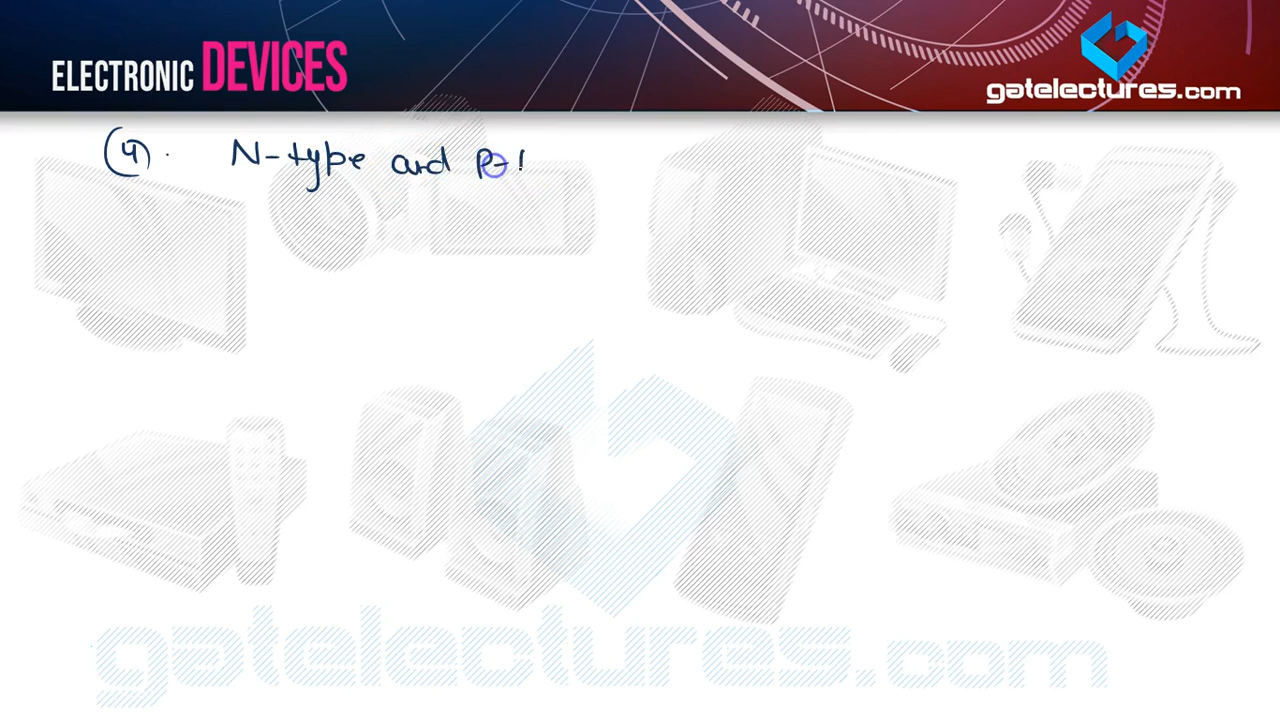 ELECTRONIC DEVICES
gatelectures.com
(4). N-type and P-
gatelectures.com